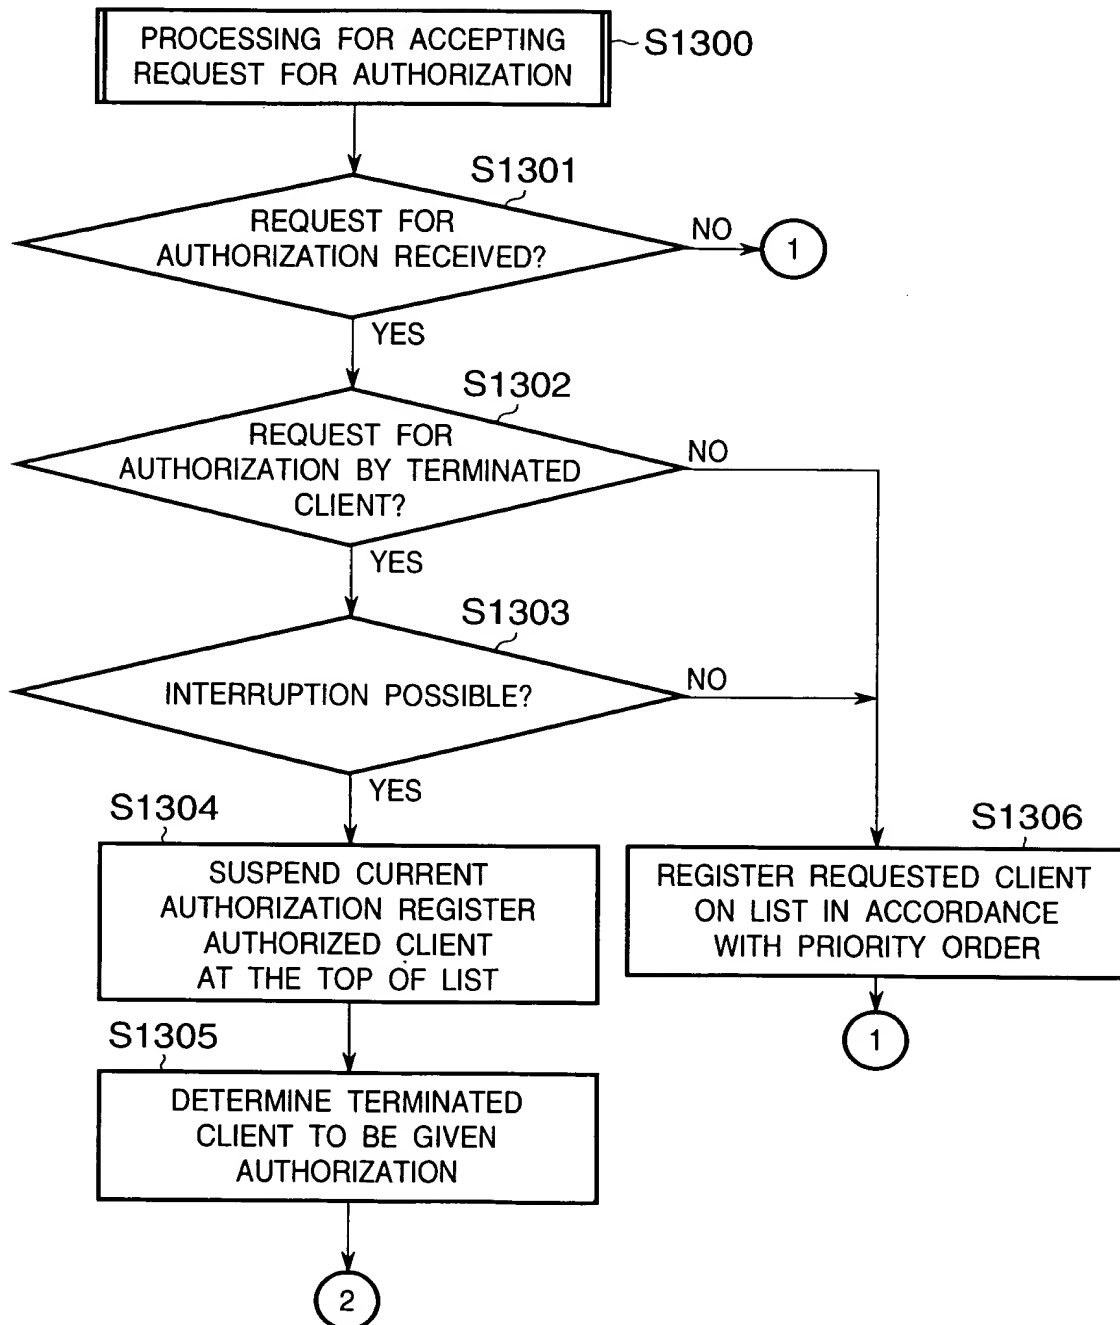 PROCESSING FOR ACCEPTING
REQUEST FOR AUTHORIZATION
S1300
S1301
REQUEST FOR
AUTHORIZATION RECEIVED?
NO
1
YES
S1302
REQUEST FOR
AUTHORIZATION BY TERMINATED
CLIENT?
NO
YES
S1303
INTERRUPTION POSSIBLE?
NO
YES
S1304
SUSPEND CURRENT
AUTHORIZATION REGISTER
AUTHORIZED CLIENT
AT THE TOP OF LIST
S1306
REGISTER REQUESTED CLIENT
ON LIST IN ACCORDANCE
WITH PRIORITY ORDER
1
S1305
DETERMINE TERMINATED
CLIENT TO BE GIVEN
AUTHORIZATION
2